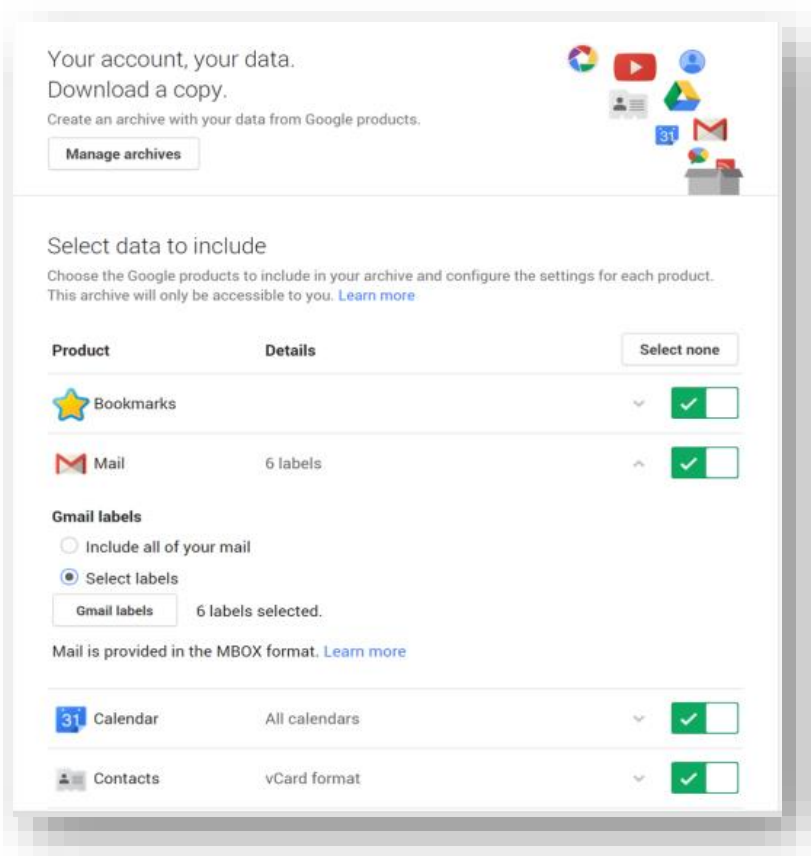 Your account, your data.
Download a copy.
Create an archive with your data from Google products.
Manage archives
31
Select data to include
Choose the Google products to include in your archive and configure the settings for each product.
This archive will only be accessible to you. Learn more
Product Details Select none
Bookmarks
Mail 6 labels
Gmail labels
Include all of your mail
Select labels
Gmail labels 6 labels selected.
Mail is provided in the MBOX format. Learn more
31 Calendar All calendars
Contacts vCard format